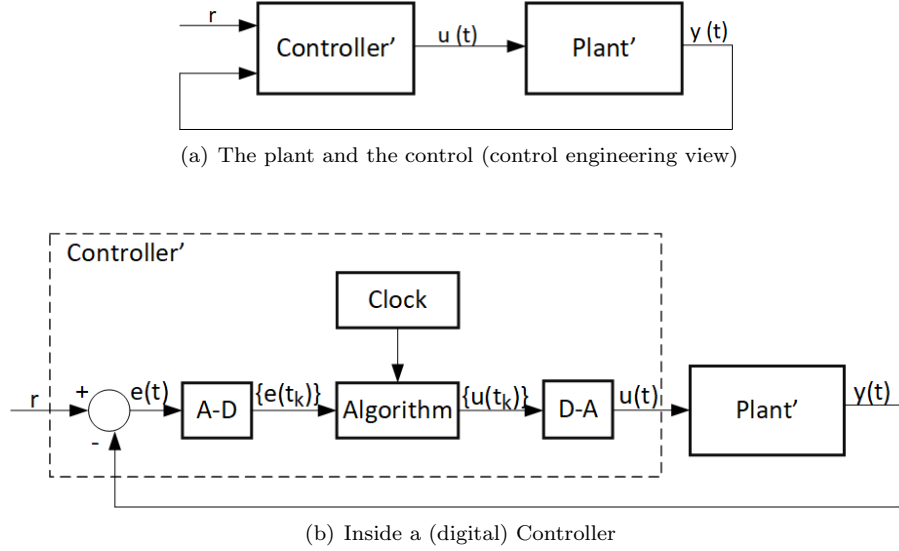 r
Controller’
u (t)
Plant’
y (t)
(a) The plant and the control (control engineering view)
Controller’
Clock
r
+
-
e(t)
A-D
{e(tk)}
Algorithm
{u(tk)}
D-A
u(t)
Plant’
y(t)
(b) Inside a (digital) Controller